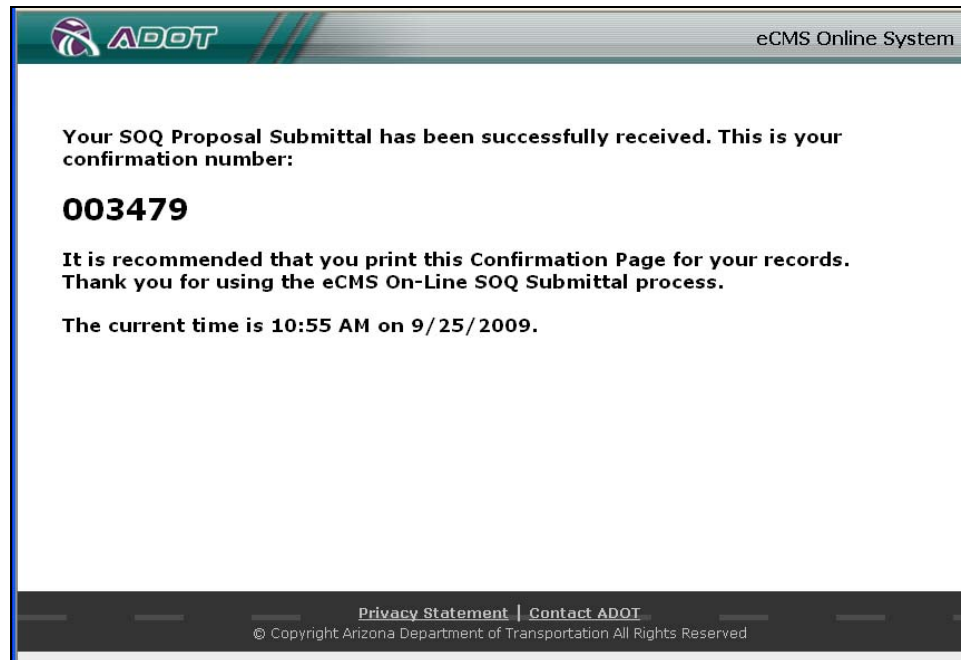 ADOT
eCMS Online System
Your SOQ Proposal Submittal has been successfully received. This is your
confirmation number:
003479
It is recommended that you print this Confirmation Page for your records.
Thank you for using the eCMS On-Line SOQ Submittal process.
The current time is 10:55 AM on 9/25/2009.
Privacy Statement | Contact ADOT
© Copyright Arizona Department of Transportation All Rights Reserved